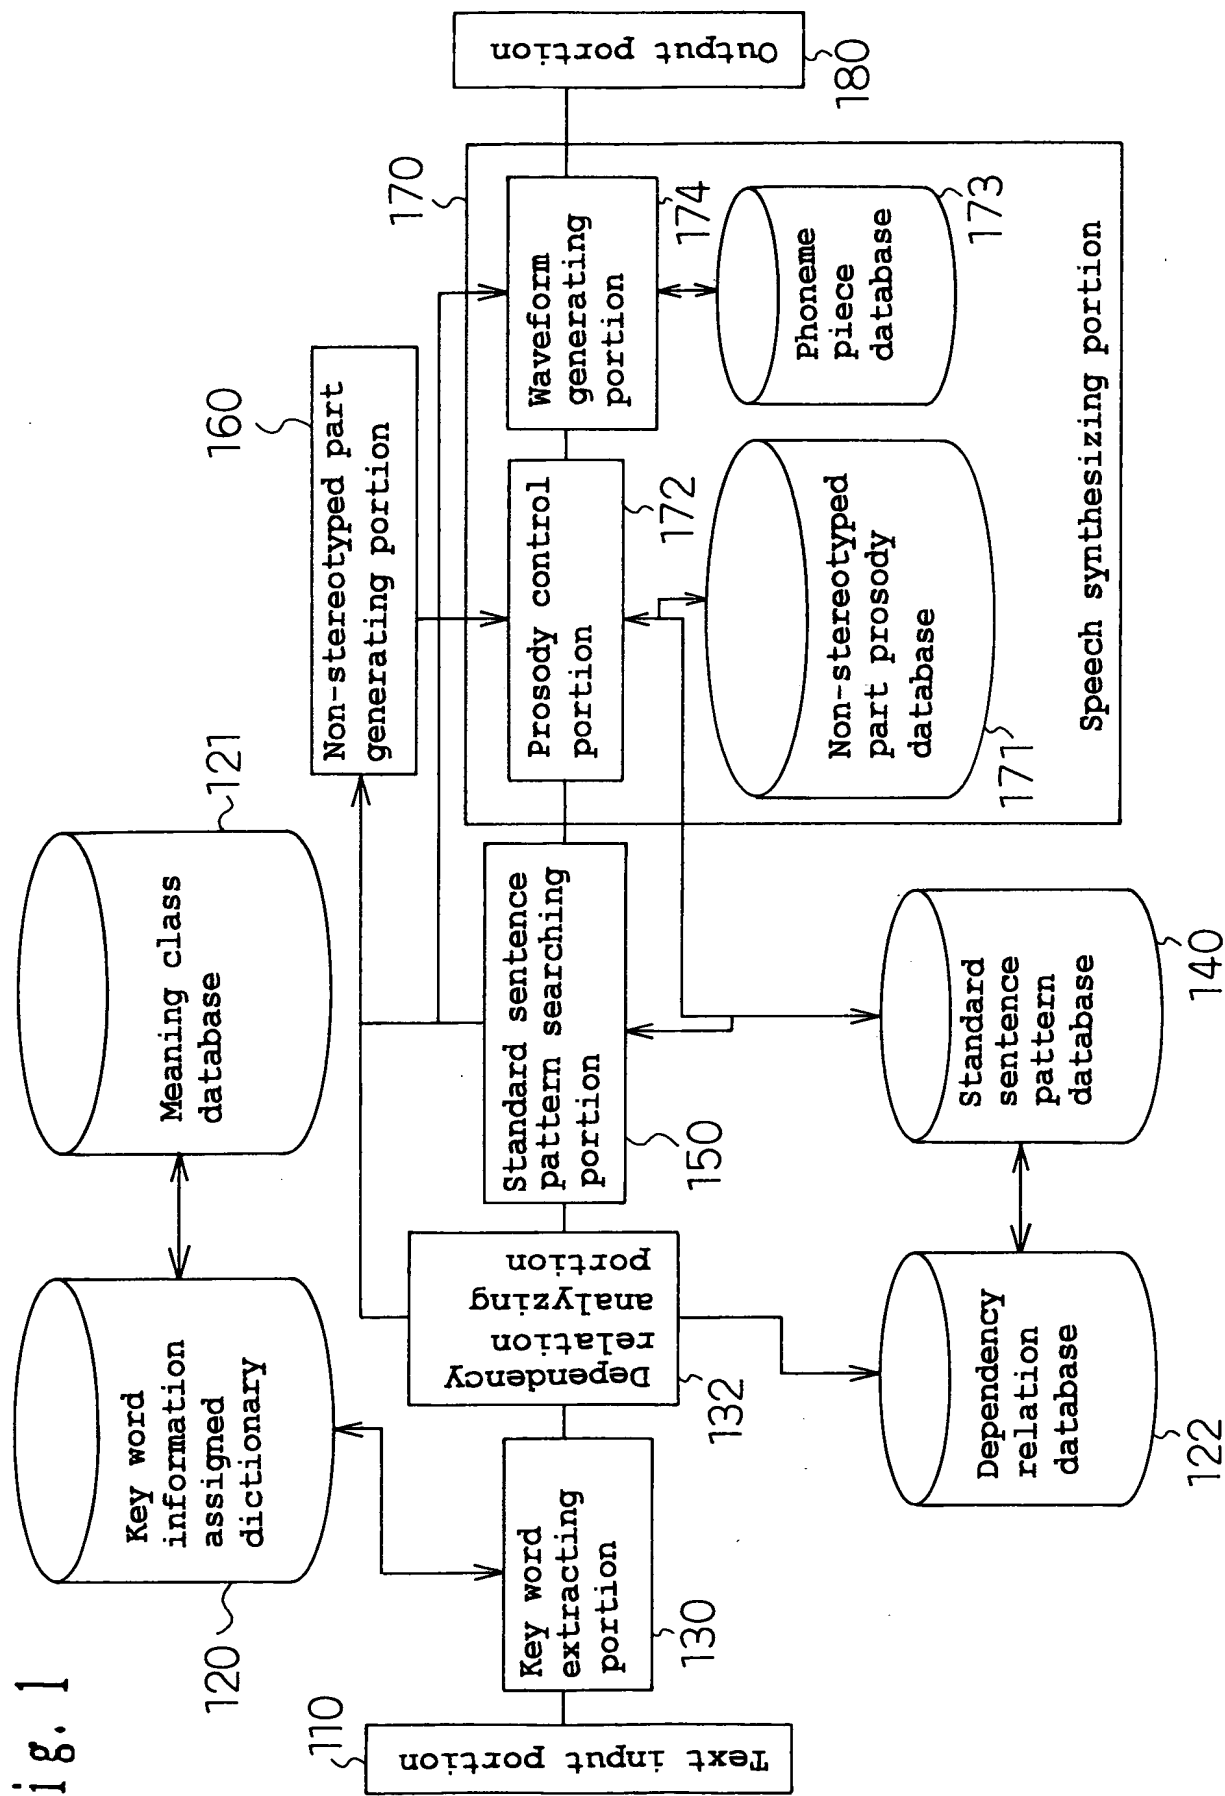 ig. 1
120
Key word
information
assigned
dictionary
121
Meaning class
database
160
Non-stereotyped part
generating portion
110
Text input portion
130
Key word
extracting
portion
132
Dependency
relation
analyzing
portion
150
Standard sentence
pattern searching
portion
170
Prosody control
portion
172
Waveform
generating
portion
174
Output portion
180
122
Dependency
relation
database
140
Standard
sentence
pattern
database
171
Non-stereotyped
part prosody
database
173
Phoneme
piece
database
Speech synthesizing portion